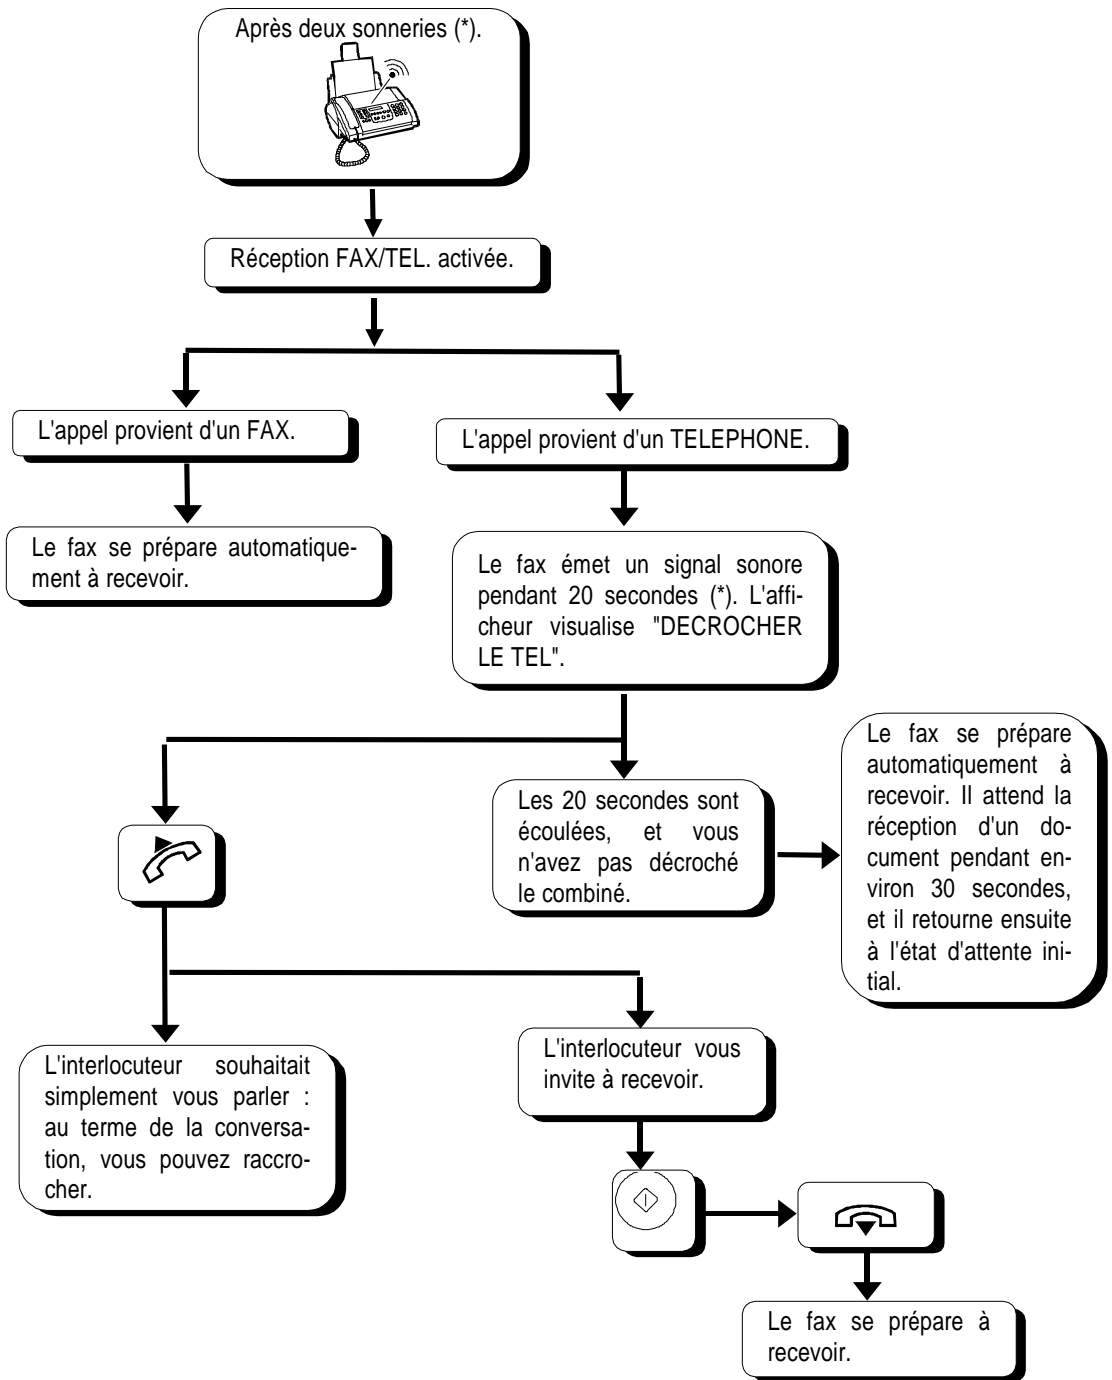 Après deux sonneries (*).
Réception FAX/TEL. activée.
L'appel provient d'un FAX.
L'appel provient d'un TELEPHONE.
Le fax se prépare automatique-
ment à recevoir.
Le fax émet un signal sonore
pendant 20 secondes (*). L'affi-
cheur visualise "DECROCHER
LE TEL".
Les 20 secondes sont
écoulées, et vous
n'avez pas décroché
le combiné.
Le fax se prépare
automatiquement à
recevoir. Il attend la
réception d'un do-
cument pendant en-
viron 30 secondes,
et il retourne ensuite
à l'état d'attente ini-
tial.
L'interlocuteur souhaitait
simplement vous parler :
au terme de la conversa-
tion, vous pouvez raccro-
cher.
L'interlocuteur vous
invite à recevoir.
Le fax se prépare à
recevoir.